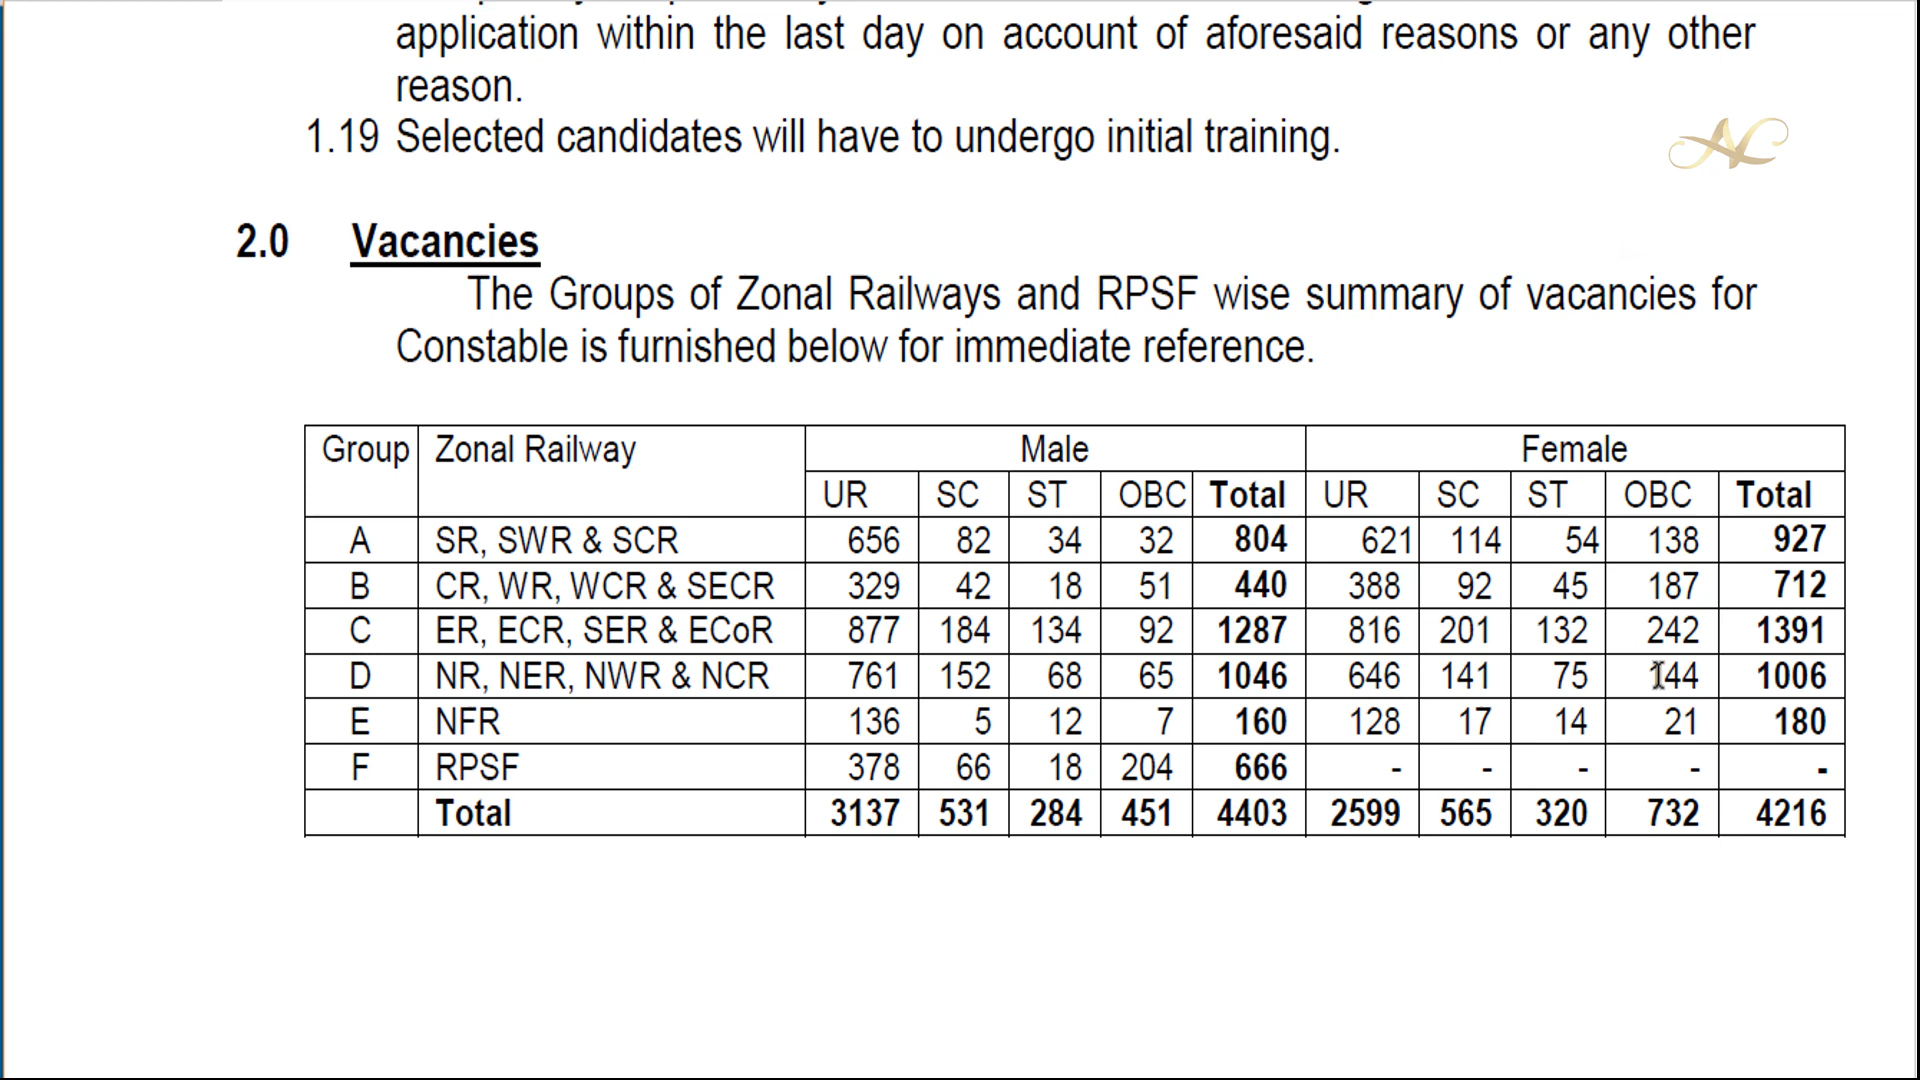 application within the last day on account of aforesaid reasons or any other
reason.
1.19 Selected candidates will have to undergo initial training.
AC
2.0 Vacancies
The Groups of Zonal Railways and RPSF wise summary of vacancies for
Constable is furnished below for immediate reference.
Group Zonal Railway Male Female
UR SC ST OBC Total UR SC ST OBC Total
A SR, SWR & SCR 656 82 34 32 804 621 114 54 138 927
B CR, WR, WCR & SECR 329 42 18 51 440 388 92 45 187 712
C ER, ECR, SER & ECoR 877 184 134 92 1287 816 201 132 242 1391
D NR, NER, NWR & NCR 761 152 68 65 1046 646 141 75 144 1006
E NFR 136 5 12 7 160 128 17 14 21 180
F RPSF 378 66 18 204 666 - - - - -
Total 3137 531 284 451 4403 2599 565 320 732 4216